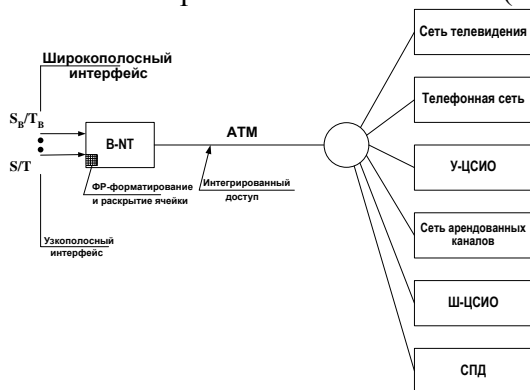 (
Широкополосный
интерфейс
S_B/T_B
S/T
B-NT
ФР-форматирование
и раскрытие ячейки
Узкополосный
интерфейс
АТМ
Интегрированный
доступ
Сеть телевидения
Телефонная сеть
У-ЦСИО
Сеть арендованных
каналов
Ш-ЦСИО
СПД